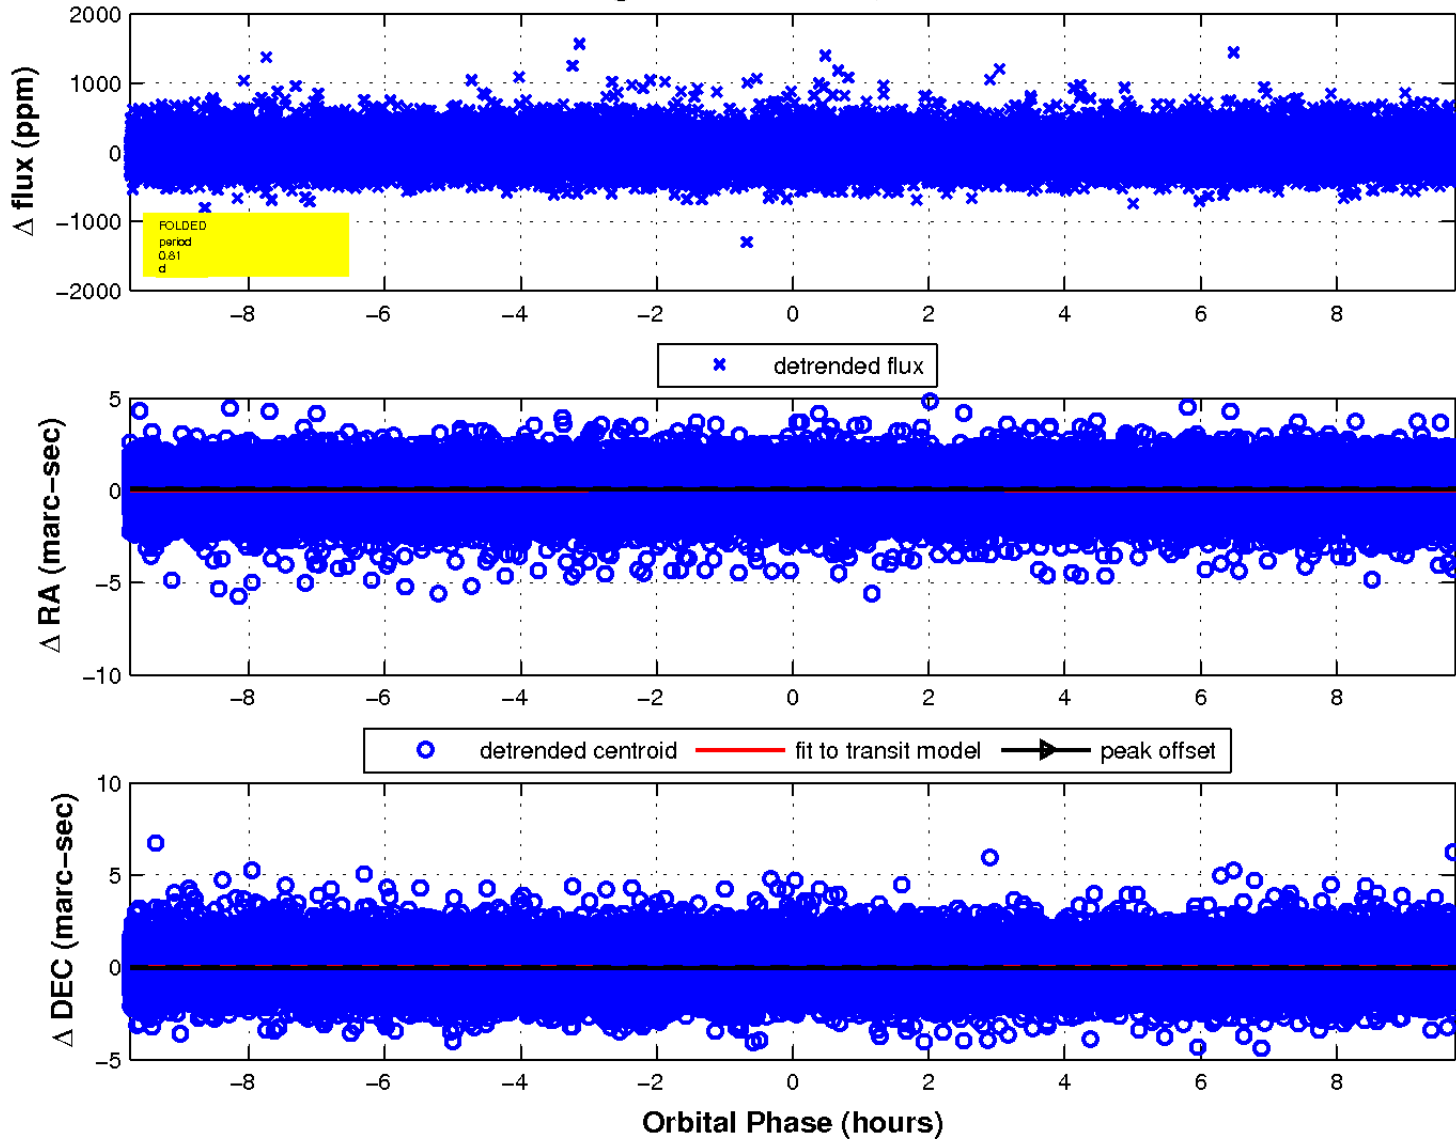 2000
1000
0
−1000
−2000
Δ flux (ppm)
FOLDED
period
0.81
d
−8 −6 −4 −2 0 2 4 6 8
detrended flux
5
0
−5
−10
Δ RA (marc−sec)
−8 −6 −4 −2 0 2 4 6 8
detrended centroid fit to transit model peak offset
10
5
0
−5
Δ DEC (marc−sec)
−8 −6 −4 −2 0 2 4 6 8
Orbital Phase (hours)